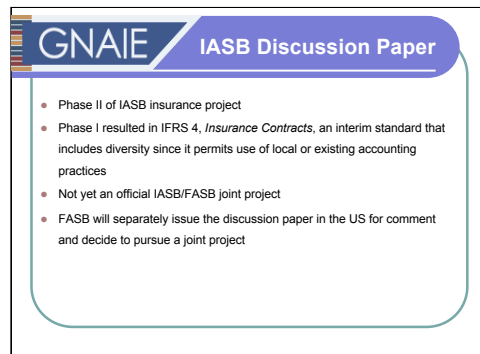 GNAIE
IASB Discussion Paper
● Phase II of IASB insurance project
● Phase I resulted in IFRS 4, Insurance Contracts, an interim standard that
includes diversity since it permits use of local or existing accounting
practices
● Not yet an official IASB/FASB joint project
● FASB will separately issue the discussion paper in the US for comment
and decide to pursue a joint project